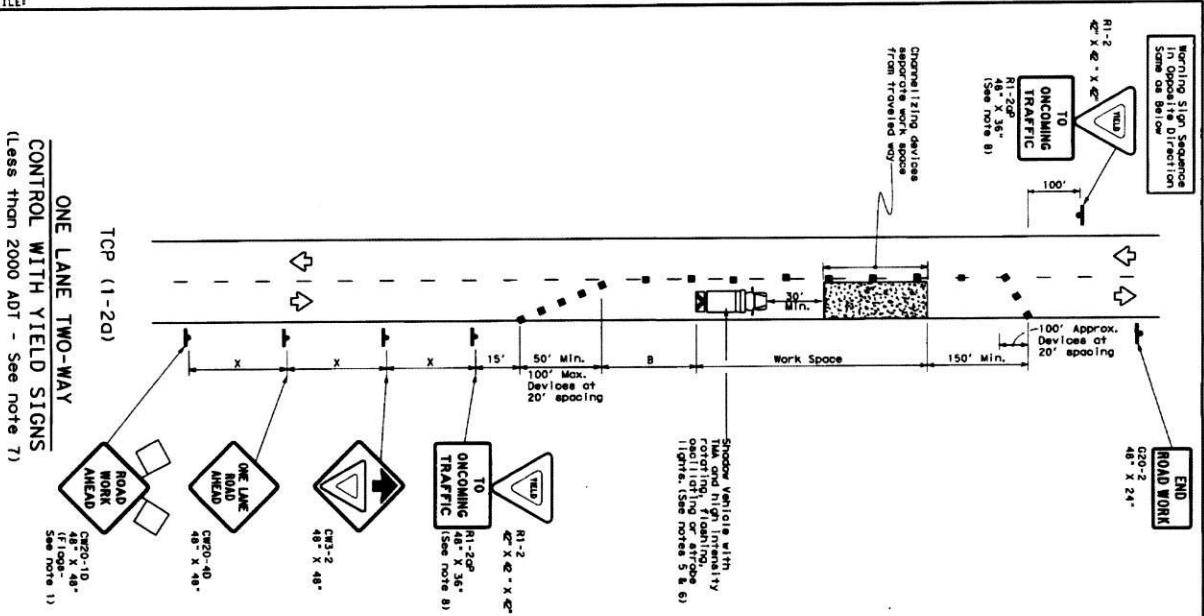 ILE:
Warning Sign Sequence
in Opposite Direction
Same as Below
R1-2
42" X 42" X 42"
YIELD
TO
ONCOMING
TRAFFIC
R1-2aP
48" X 36"
(See note 8)
100'
END
ROAD WORK
G20-2
48" X 24"
Channelizing devices
separate work space
from traveled way
100' Approx.
Devices at
20' spacing
150' Min.
Work Space
30'
Min.
Shadow Vehicle with
TMA and high intensity
rotating, flashing,
oscillating or strobe
lights. (See notes 5 & 6)
B
50' Min.
100' Max.
Devices at
20' spacing
15'
X
X
X
YIELD
R1-2
42" X 42" X 42"
TO
ONCOMING
TRAFFIC
R1-2aP
48" X 36"
(See note 8)
CW3-2
48" X 48"
ONE LANE
ROAD
AHEAD
CW20-4D
48" X 48"
ROAD
WORK
AHEAD
CW20-1D
48" X 48"
(Flags-
See note 1)
TCP (1-2a)
ONE LANE TWO-WAY
CONTROL WITH YIELD SIGNS
(Less than 2000 ADT - See note 7)